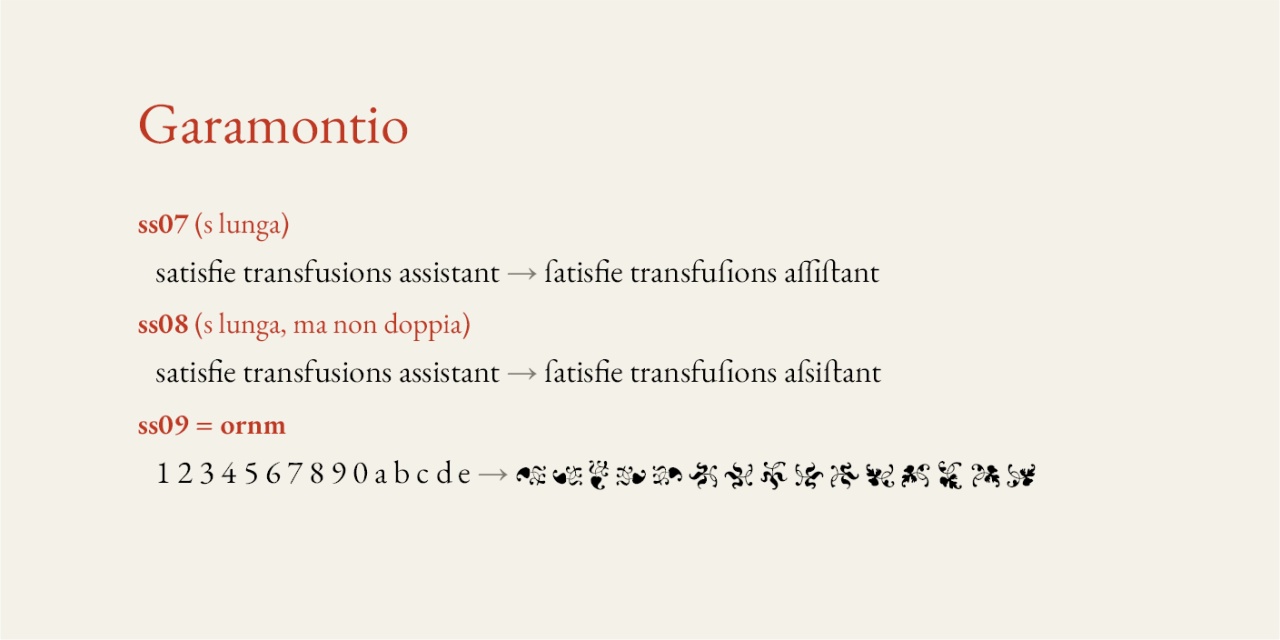 Garamontio
ss07 (s lunga)
satisfie transfusions assistant → ſatisfie transfuſions aſſiſtant
ss08 (s lunga, ma non doppia)
satisfie transfusions assistant → ſatisfie transfuſions aſsiſtant
ss09 = ornm
1 2 3 4 5 6 7 8 9 0 a b c d e →